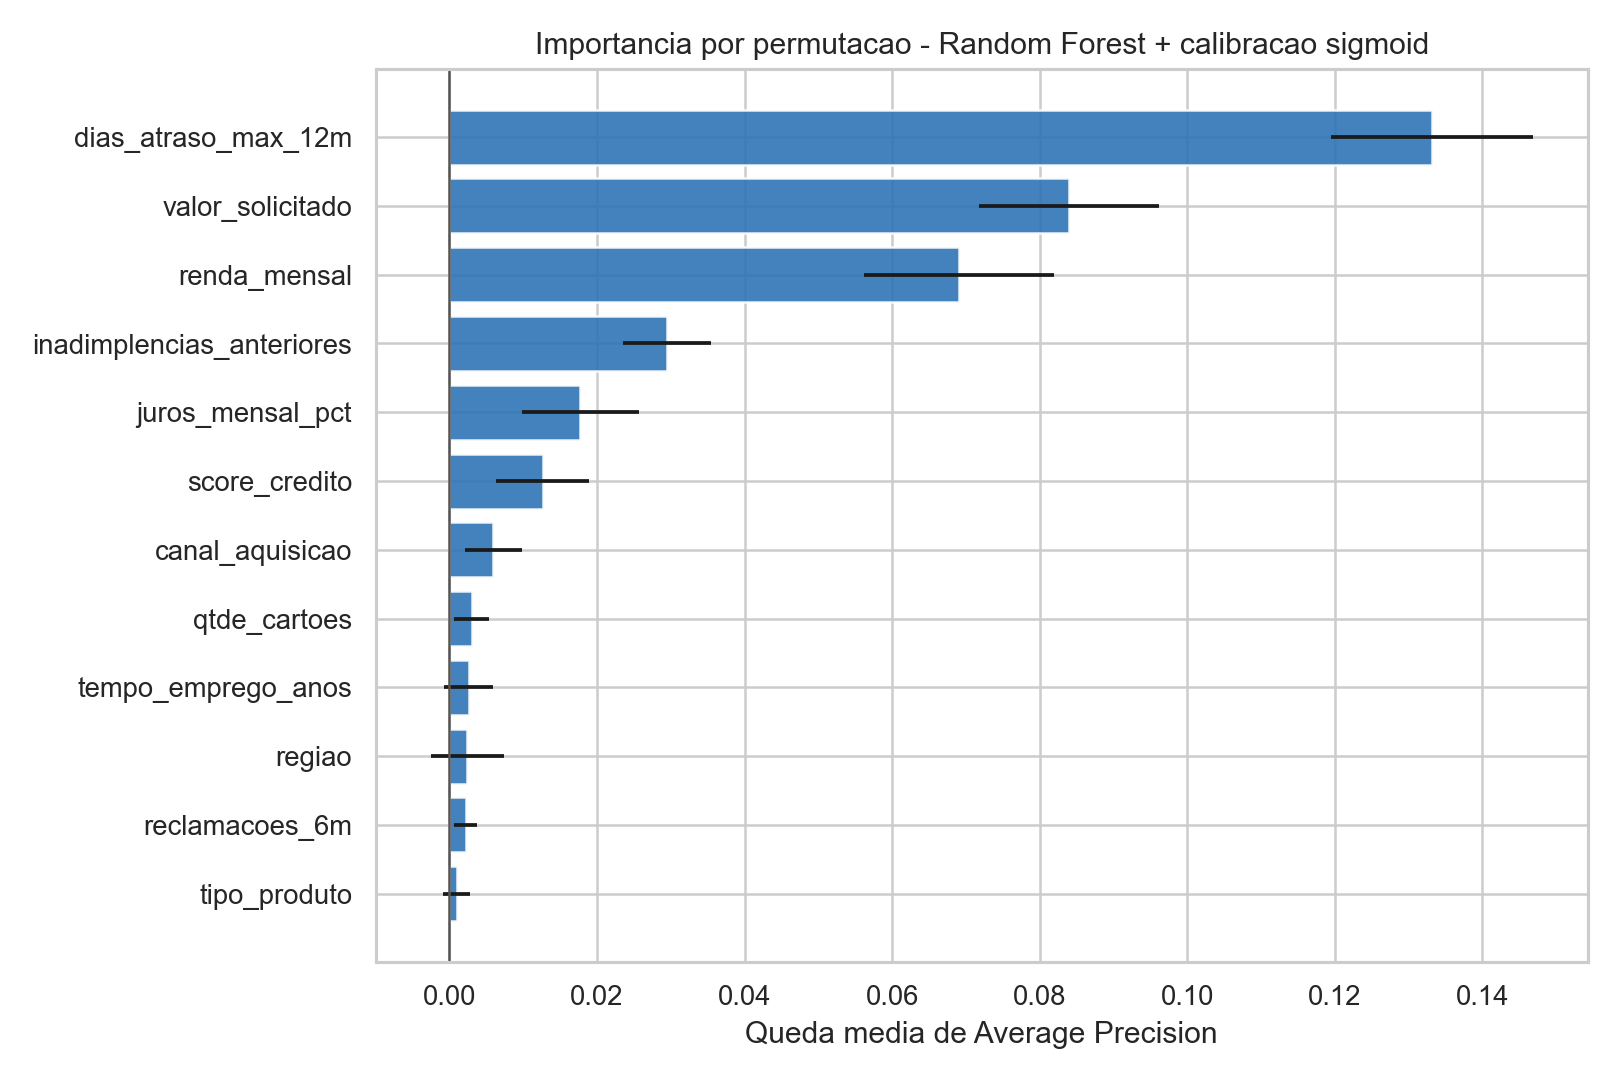 Importancia por permutacao - Random Forest + calibracao sigmoid
dias_atraso_max_12m
valor_solicitado
renda_mensal
inadimplencias_anteriores
juros_mensal_pct
score_credito
canal_aquisicao
qtde_cartoes
tempo_emprego_anos
regiao
reclamacoes_6m
tipo_produto
0.00 0.02 0.04 0.06 0.08 0.10 0.12 0.14
Queda media de Average Precision